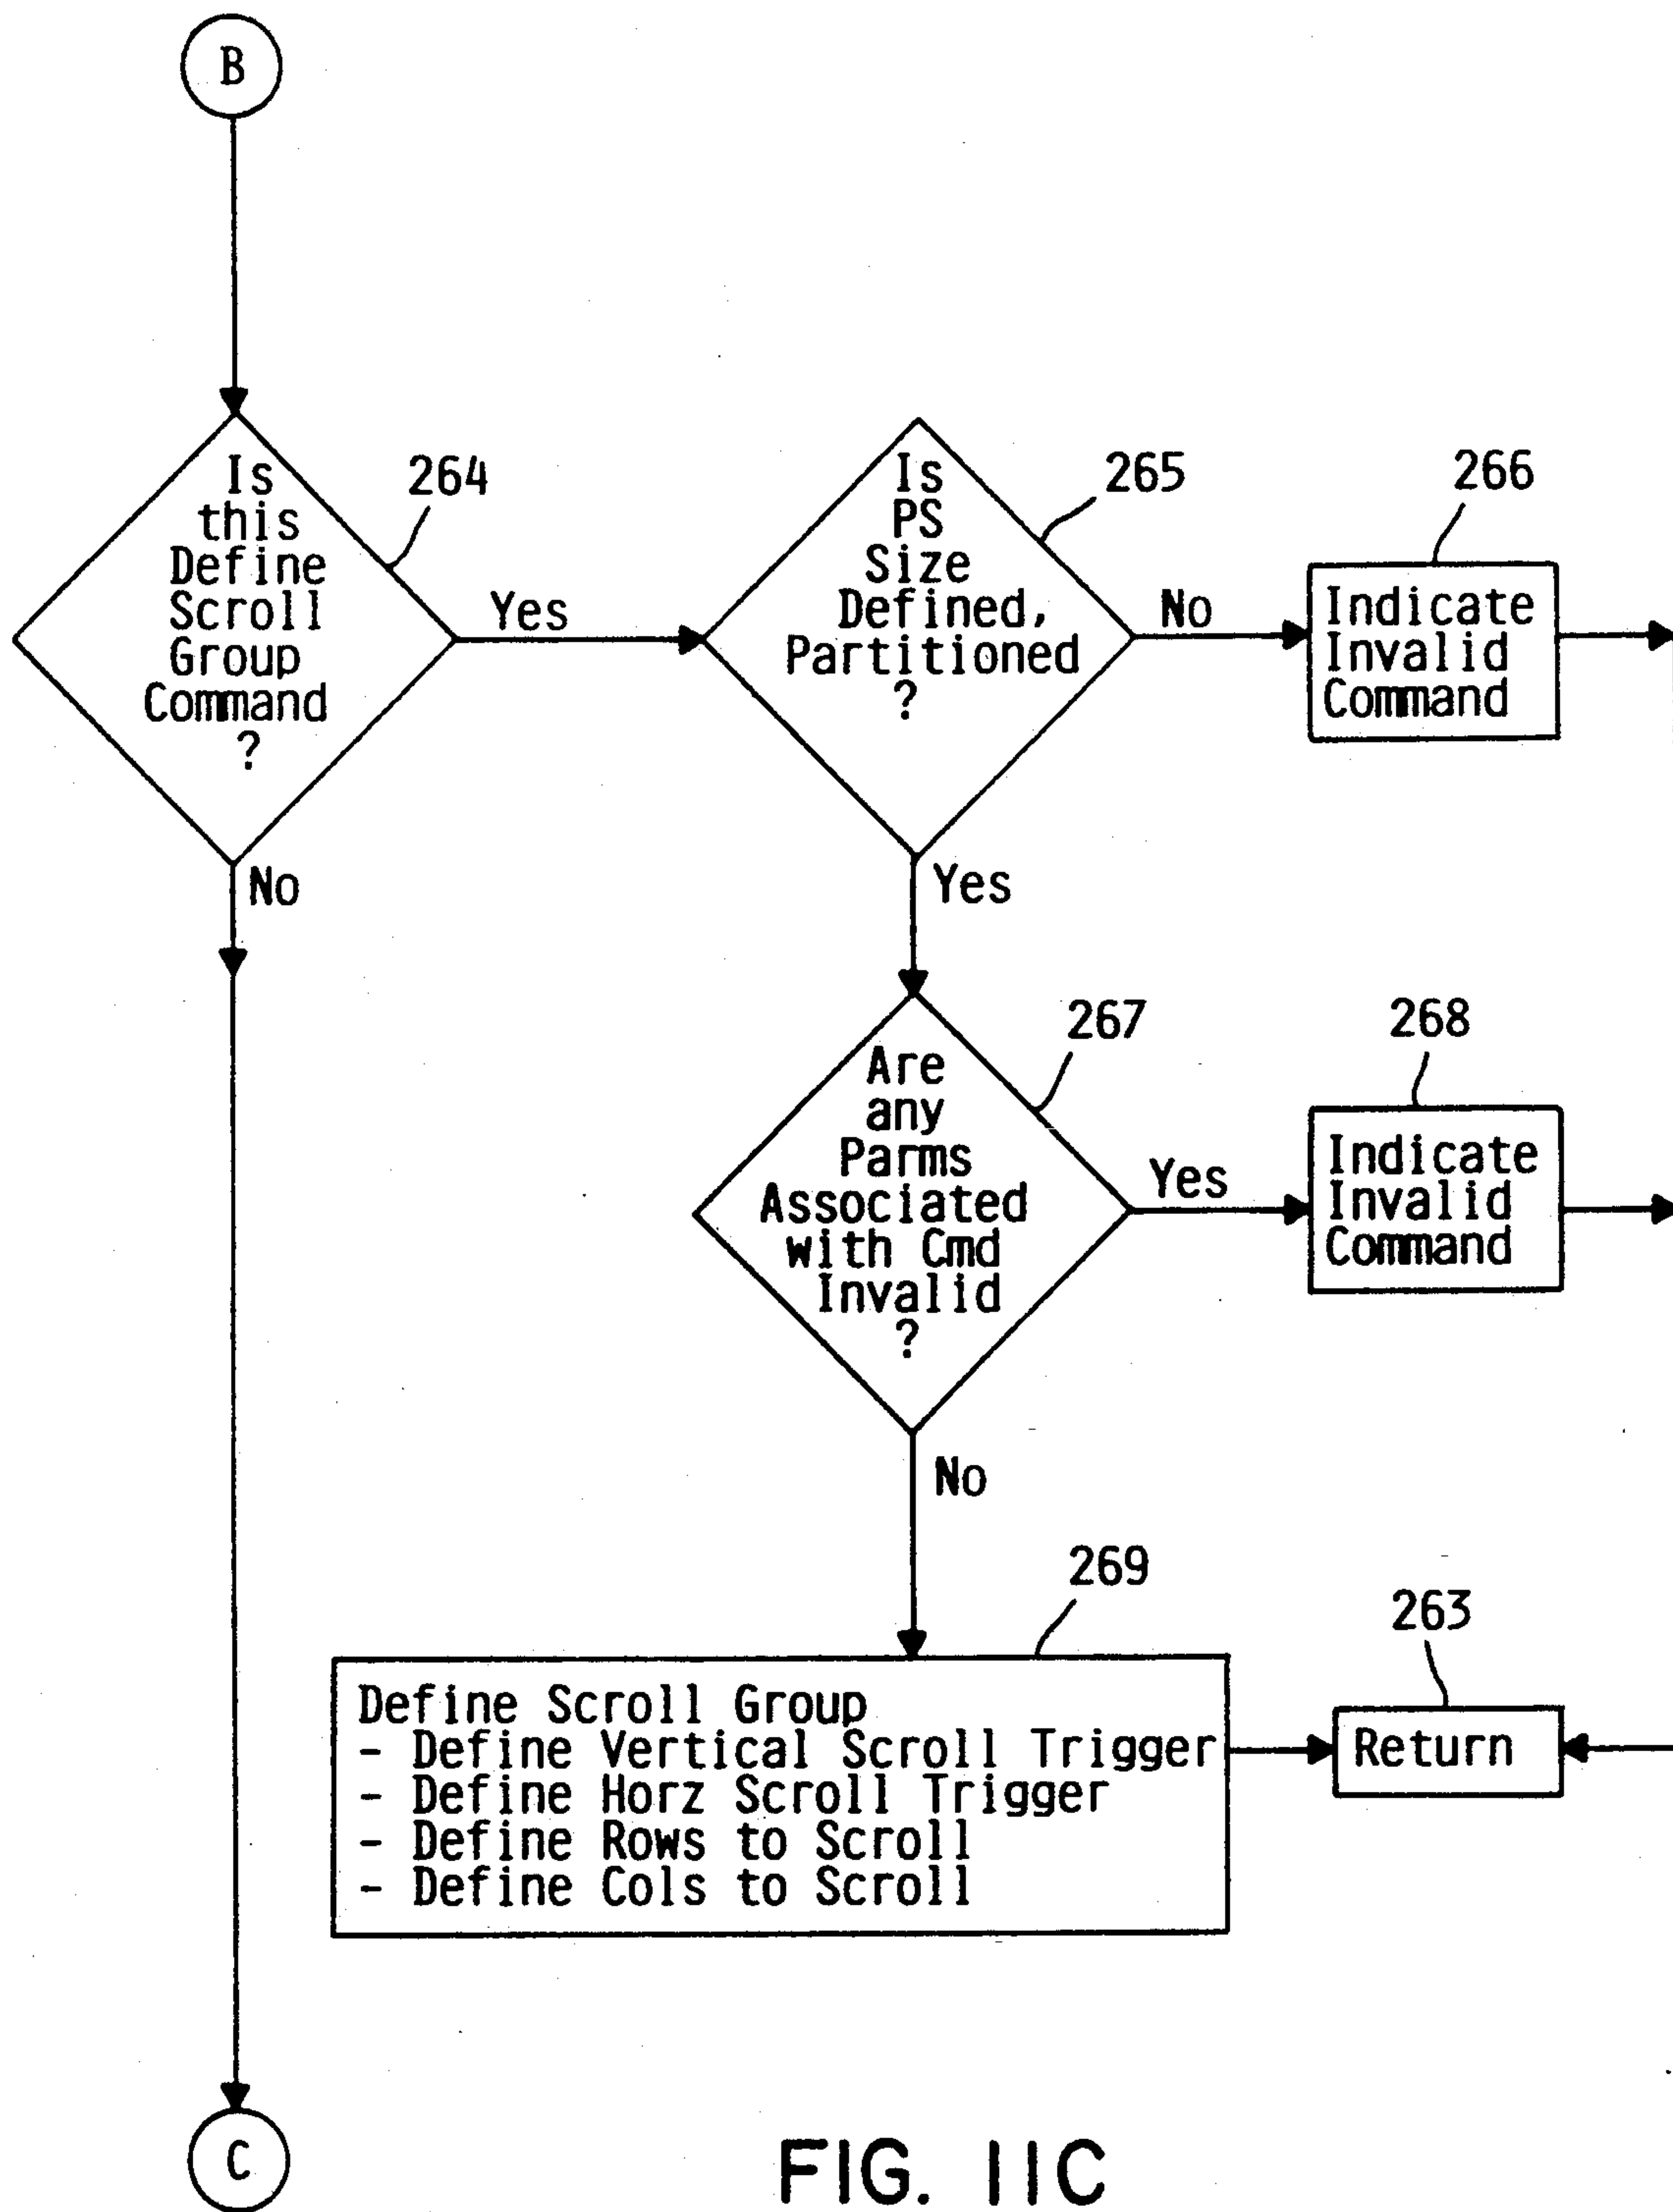 B
Is
this
Define
Scroll
Group
Command
?
264
Yes
No
Is
PS
Size
Defined,
Partitioned
?
265
No
Yes
266
Indicate
Invalid
Command
Are
any
Parms
Associated
with Cmd
Invalid
?
267
Yes
No
268
Indicate
Invalid
Command
269
Define Scroll Group
- Define Vertical Scroll Trigger
- Define Horz Scroll Trigger
- Define Rows to Scroll
- Define Cols to Scroll
263
Return
C
FIG. 11C